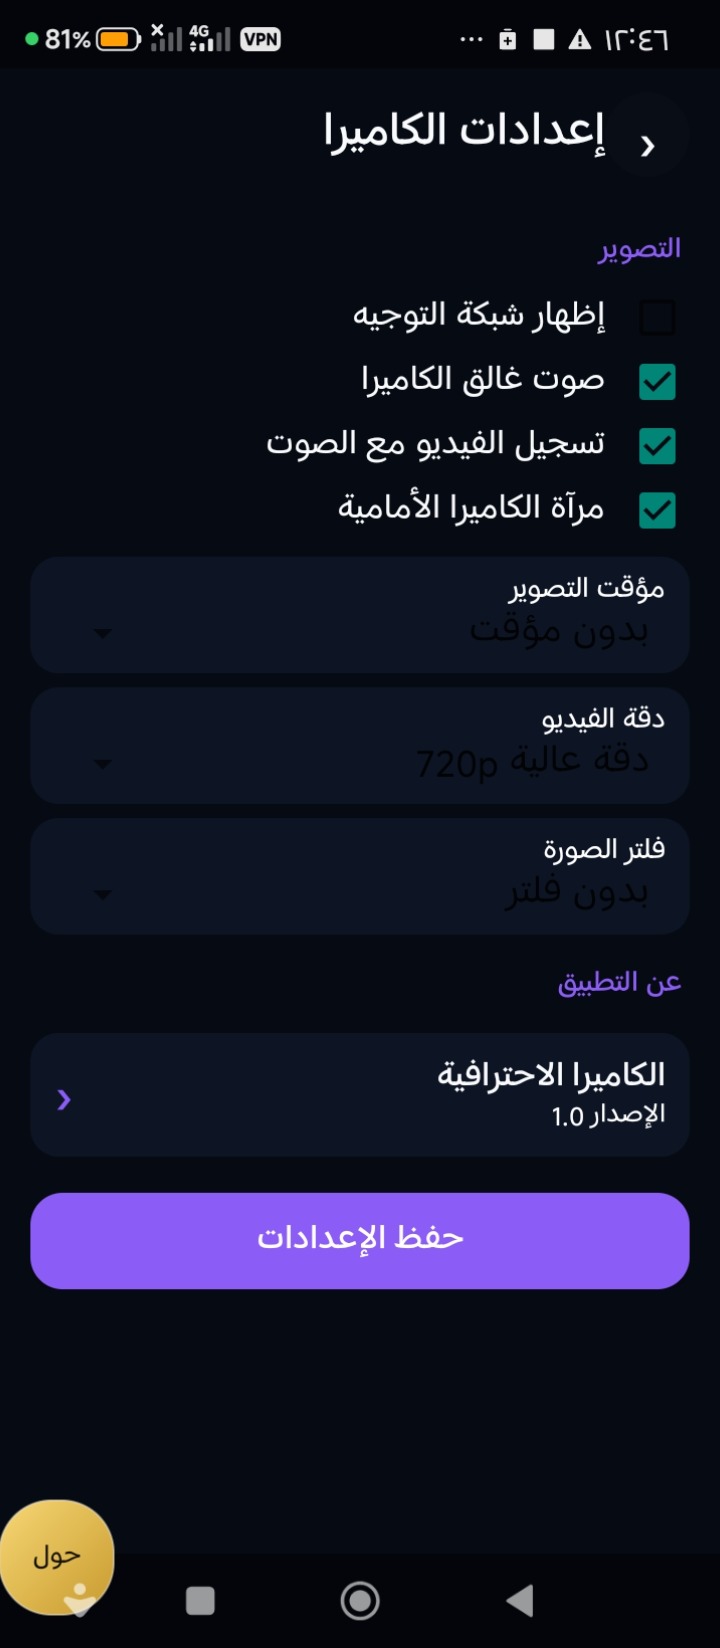 81% 4G VPN ١٢:٤٦
إعدادات الكاميرا
التصوير
إظهار شبكة التوجيه
صوت غالق الكاميرا
تسجيل الفيديو مع الصوت
مرآة الكاميرا الأمامية
مؤقت التصوير
بدون مؤقت
دقة الفيديو
دقة عالية 720p
فلتر الصورة
بدون فلتر
عن التطبيق
الكاميرا الاحترافية
الإصدار 1.0
حفظ الإعدادات
حول